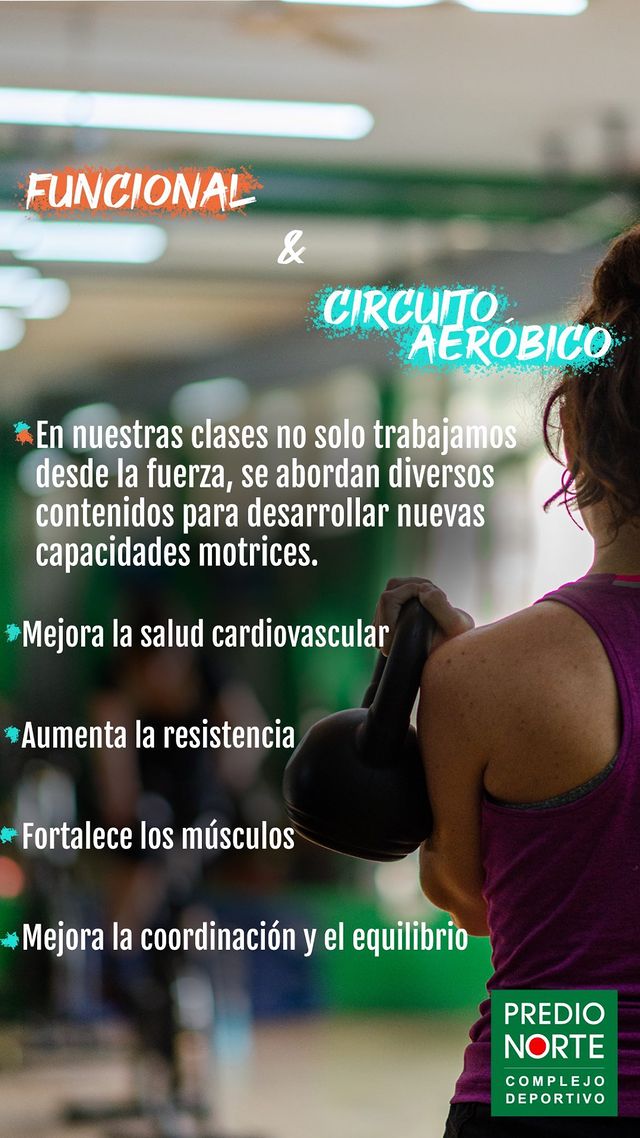 FUNCIONAL
&
CIRCUITO
AERÓBICO
En nuestras clases no solo trabajamos
desde la fuerza, se abordan diversos
contenidos para desarrollar nuevas
capacidades motrices.
Mejora la salud cardiovascular
Aumenta la resistencia
Fortalece los músculos
Mejora la coordinación y el equilibrio
PREDIO
NORTE
COMPLEJO
DEPORTIVO